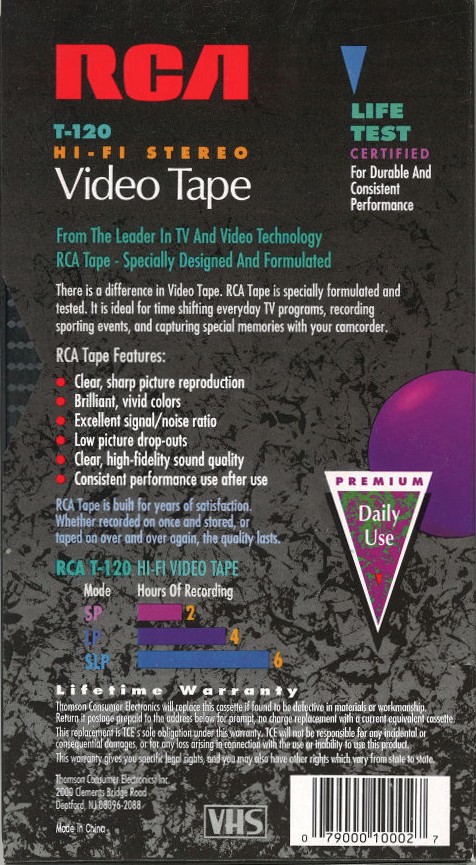 RCA
T-120
HI-FI STEREO
Video Tape
LIFE
TEST
CERTIFIED
For Durable And
Consistent
Performance
From The Leader In TV And Video Technology
RCA Tape - Specially Designed And Formulated
There is a difference in Video Tape. RCA Tape is specially formulated and
tested. It is ideal for time shifting everyday TV programs, recording
sporting events, and capturing special memories with your camcorder.
RCA Tape Features:
Clear, sharp picture reproduction
Brilliant, vivid colors
Excellent signal/noise ratio
Low picture drop-outs
Clear, high-fidelity sound quality
Consistent performance use after use
PREMIUM
Daily
Use
RCA Tape is built for years of satisfaction.
Whether recorded on once and stored, or
taped on over and over again, the quality lasts.
RCA T-120 HI-FI VIDEO TAPE
Mode Hours Of Recording
SP 2
LP 4
SLP 6
Lifetime Warranty
Thomson Consumer Electronics will replace this cassette if found to be defective in materials or workmanship.
Return it postage prepaid to the address below for prompt, no charge replacement with a current equivalent cassette.
This replacement is TCE's sole obligation under this warranty. TCE will not be responsible for any incidental or
consequential damages, or for any loss arising in connection with the use or inability to use this product.
This warranty gives you specific legal rights, and you may also have other rights which vary from state to state.
Thomson Consumer Electronics Inc.
2000 Clements Bridge Road
Deptford, NJ 08096-2088
Made in China
VHS
0 79000 10002 7